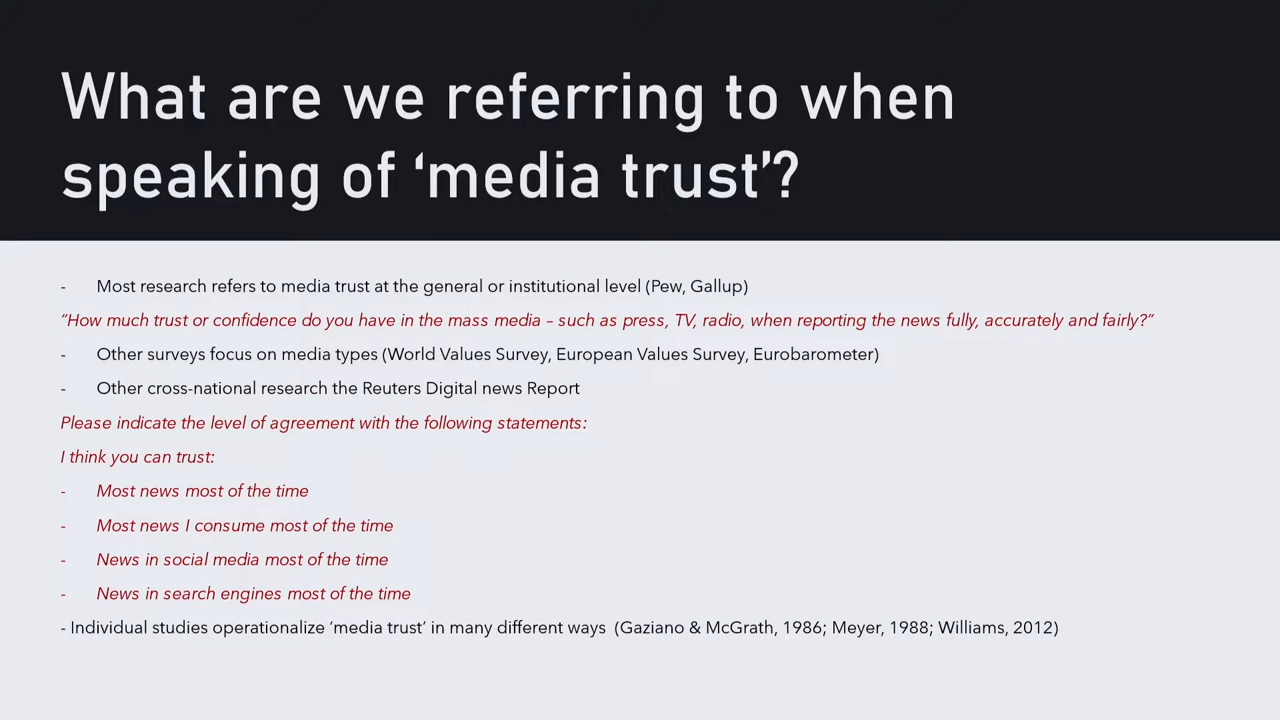 What are we referring to when
speaking of ‘media trust’?
- Most research refers to media trust at the general or institutional level (Pew, Gallup)
“How much trust or confidence do you have in the mass media – such as press, TV, radio, when reporting the news fully, accurately and fairly?”
- Other surveys focus on media types (World Values Survey, European Values Survey, Eurobarometer)
- Other cross-national research the Reuters Digital news Report
Please indicate the level of agreement with the following statements:
I think you can trust:
- Most news most of the time
- Most news I consume most of the time
- News in social media most of the time
- News in search engines most of the time
- Individual studies operationalize ‘media trust’ in many different ways (Gaziano & McGrath, 1986; Meyer, 1988; Williams, 2012)